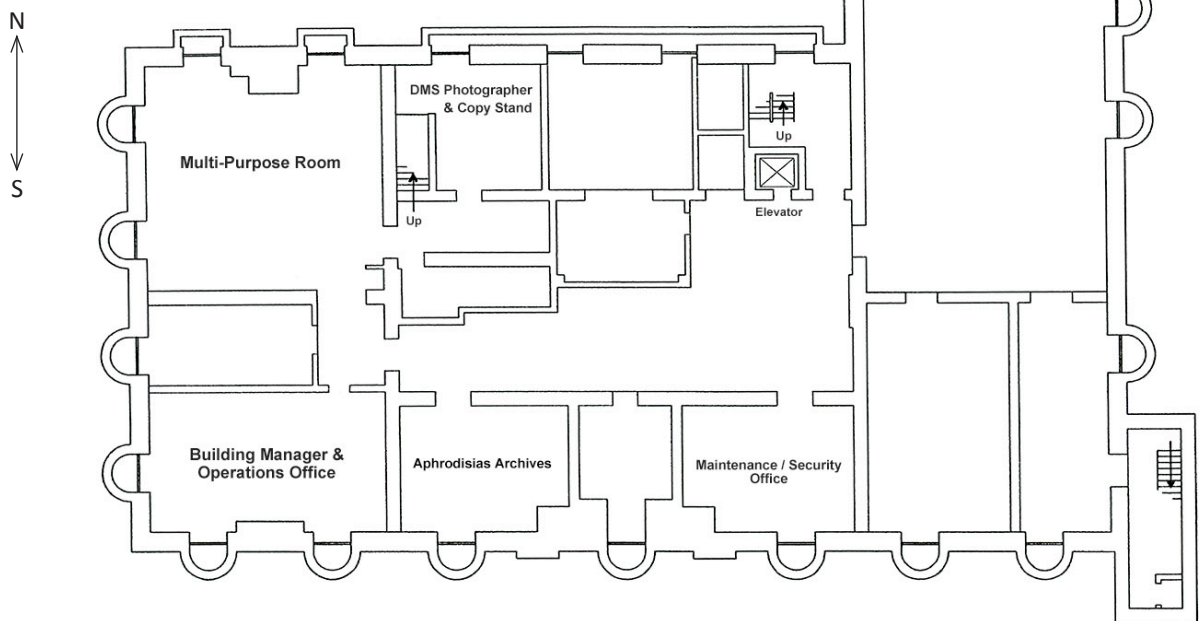 N
S
DMS Photographer
& Copy Stand
Up
Multi-Purpose Room
Up
Elevator
Building Manager &
Operations Office
Aphrodisias Archives
Maintenance / Security
Office